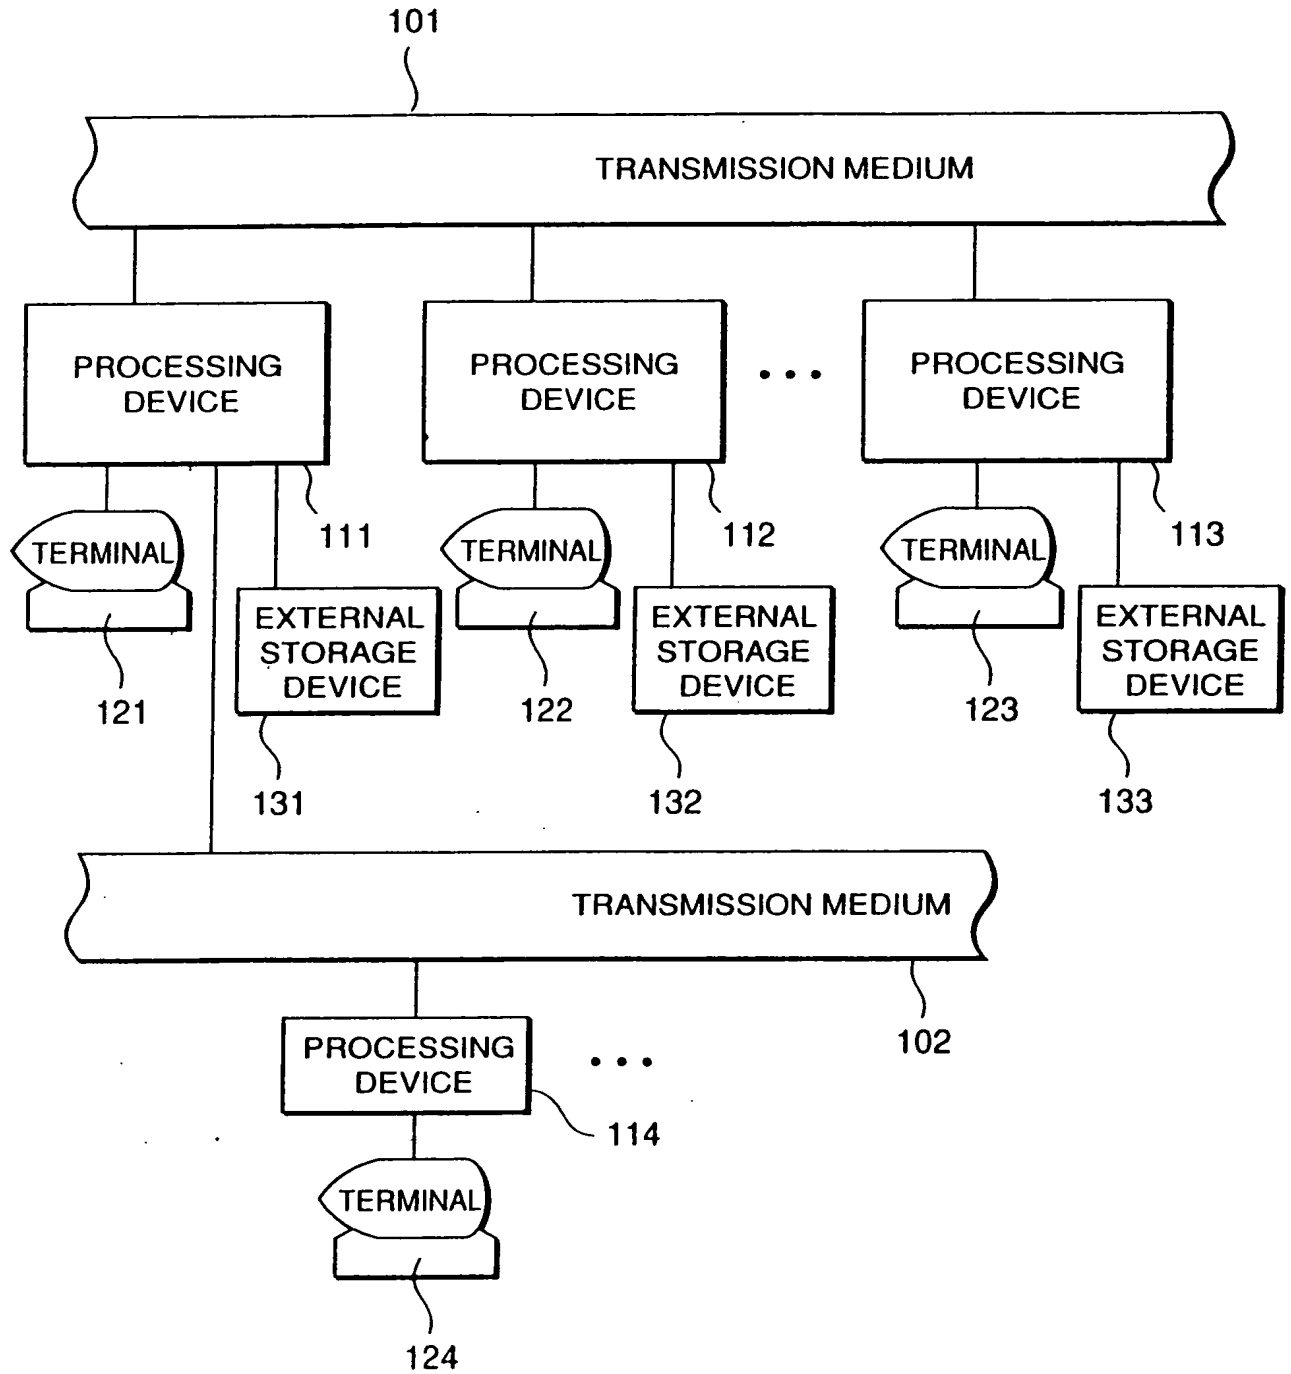 101
TRANSMISSION MEDIUM
PROCESSING
DEVICE
PROCESSING
DEVICE
PROCESSING
DEVICE
111
112
113
TERMINAL
TERMINAL
TERMINAL
EXTERNAL
STORAGE
DEVICE
EXTERNAL
STORAGE
DEVICE
EXTERNAL
STORAGE
DEVICE
121
122
123
131
132
133
TRANSMISSION MEDIUM
102
PROCESSING
DEVICE
114
TERMINAL
124